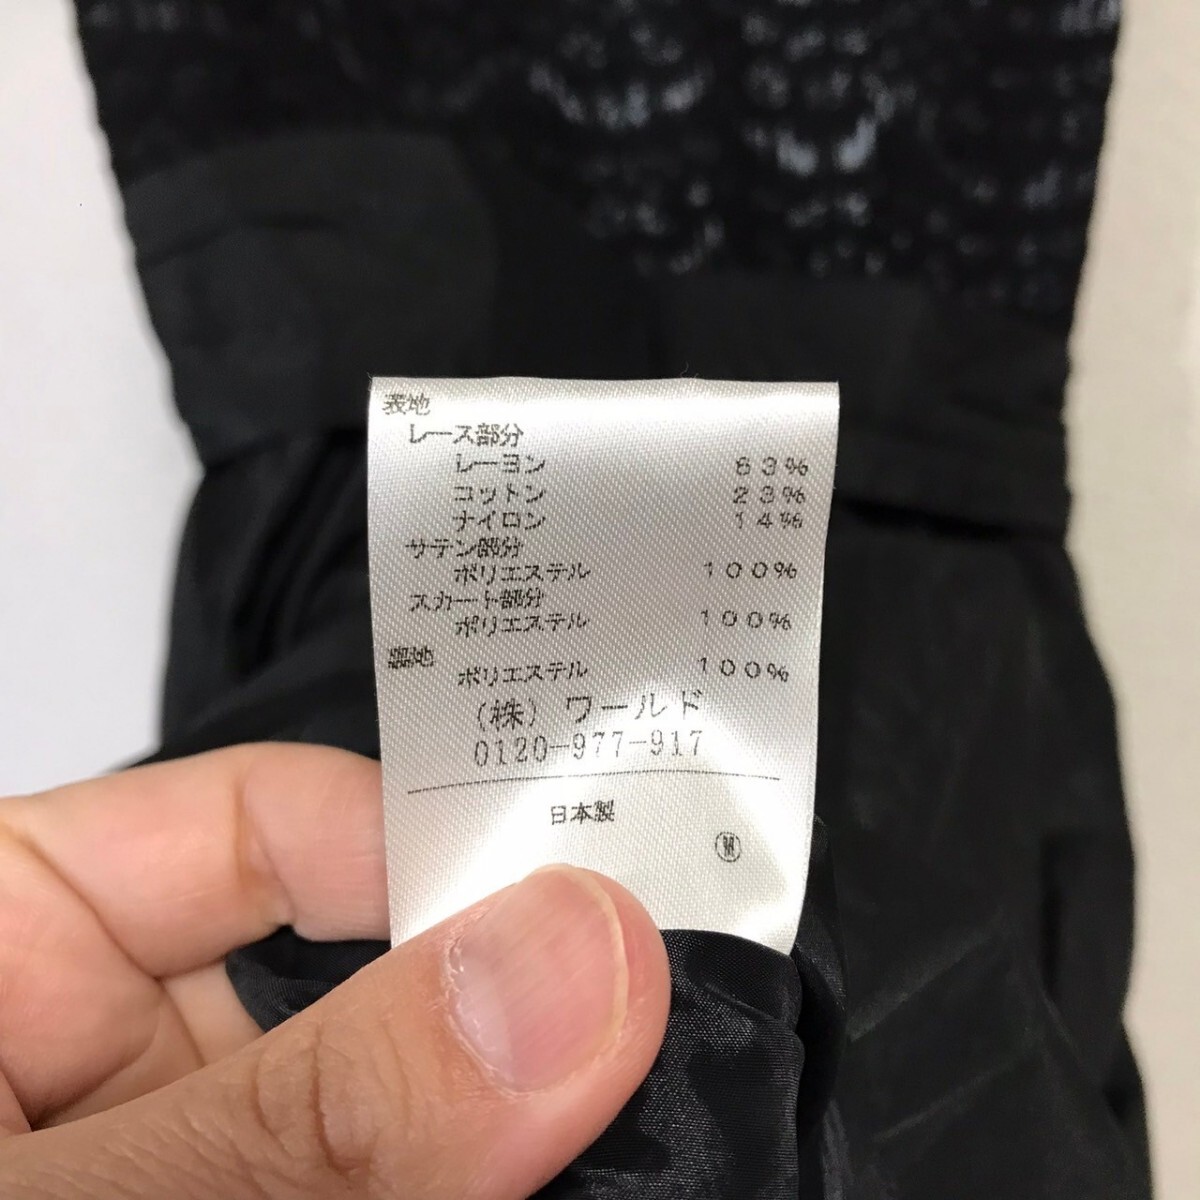 表地
レース部分
レーヨン 63%
コットン 23%
ナイロン 14%
サテン部分
ポリエステル 100%
スカート部分
ポリエステル 100%
裏地
ポリエステル 100%
(株) ワールド
0120-977-917
日本製
M